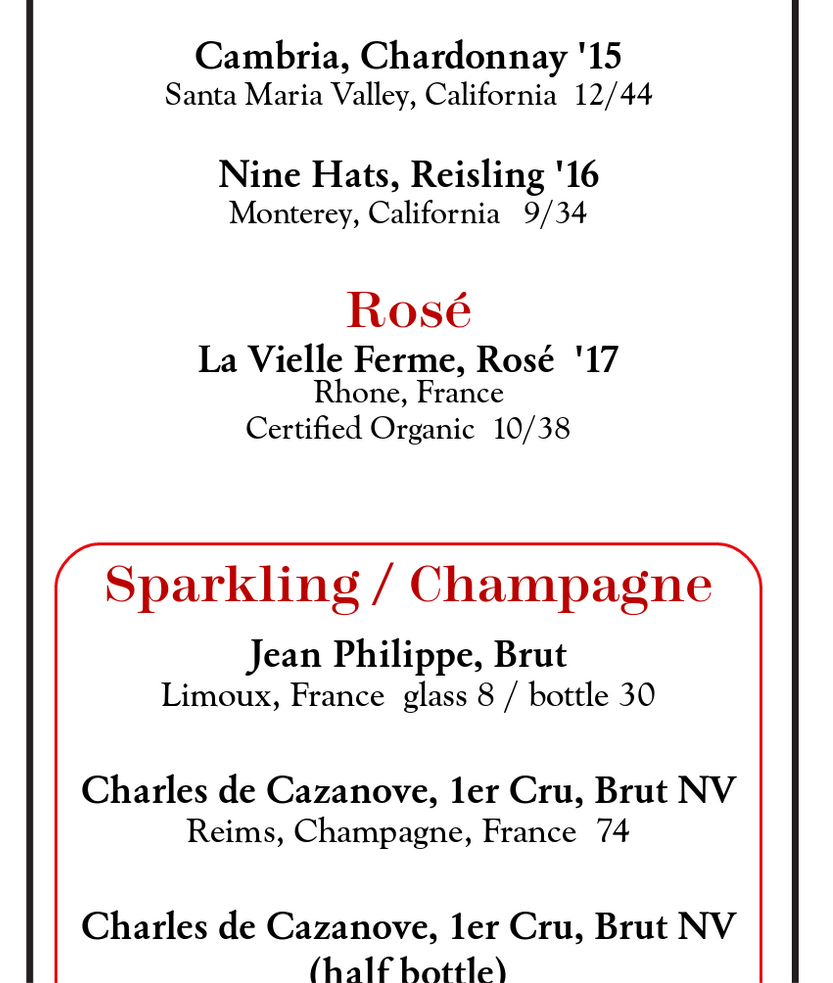 Cambria, Chardonnay '15
Santa Maria Valley, California 12/44
Nine Hats, Reisling '16
Monterey, California 9/34
Rosé
La Vielle Ferme, Rosé '17
Rhone, France
Certified Organic 10/38
Sparkling / Champagne
Jean Philippe, Brut
Limoux, France glass 8 / bottle 30
Charles de Cazanove, 1er Cru, Brut NV
Reims, Champagne, France 74
Charles de Cazanove, 1er Cru, Brut NV
(half bottle)